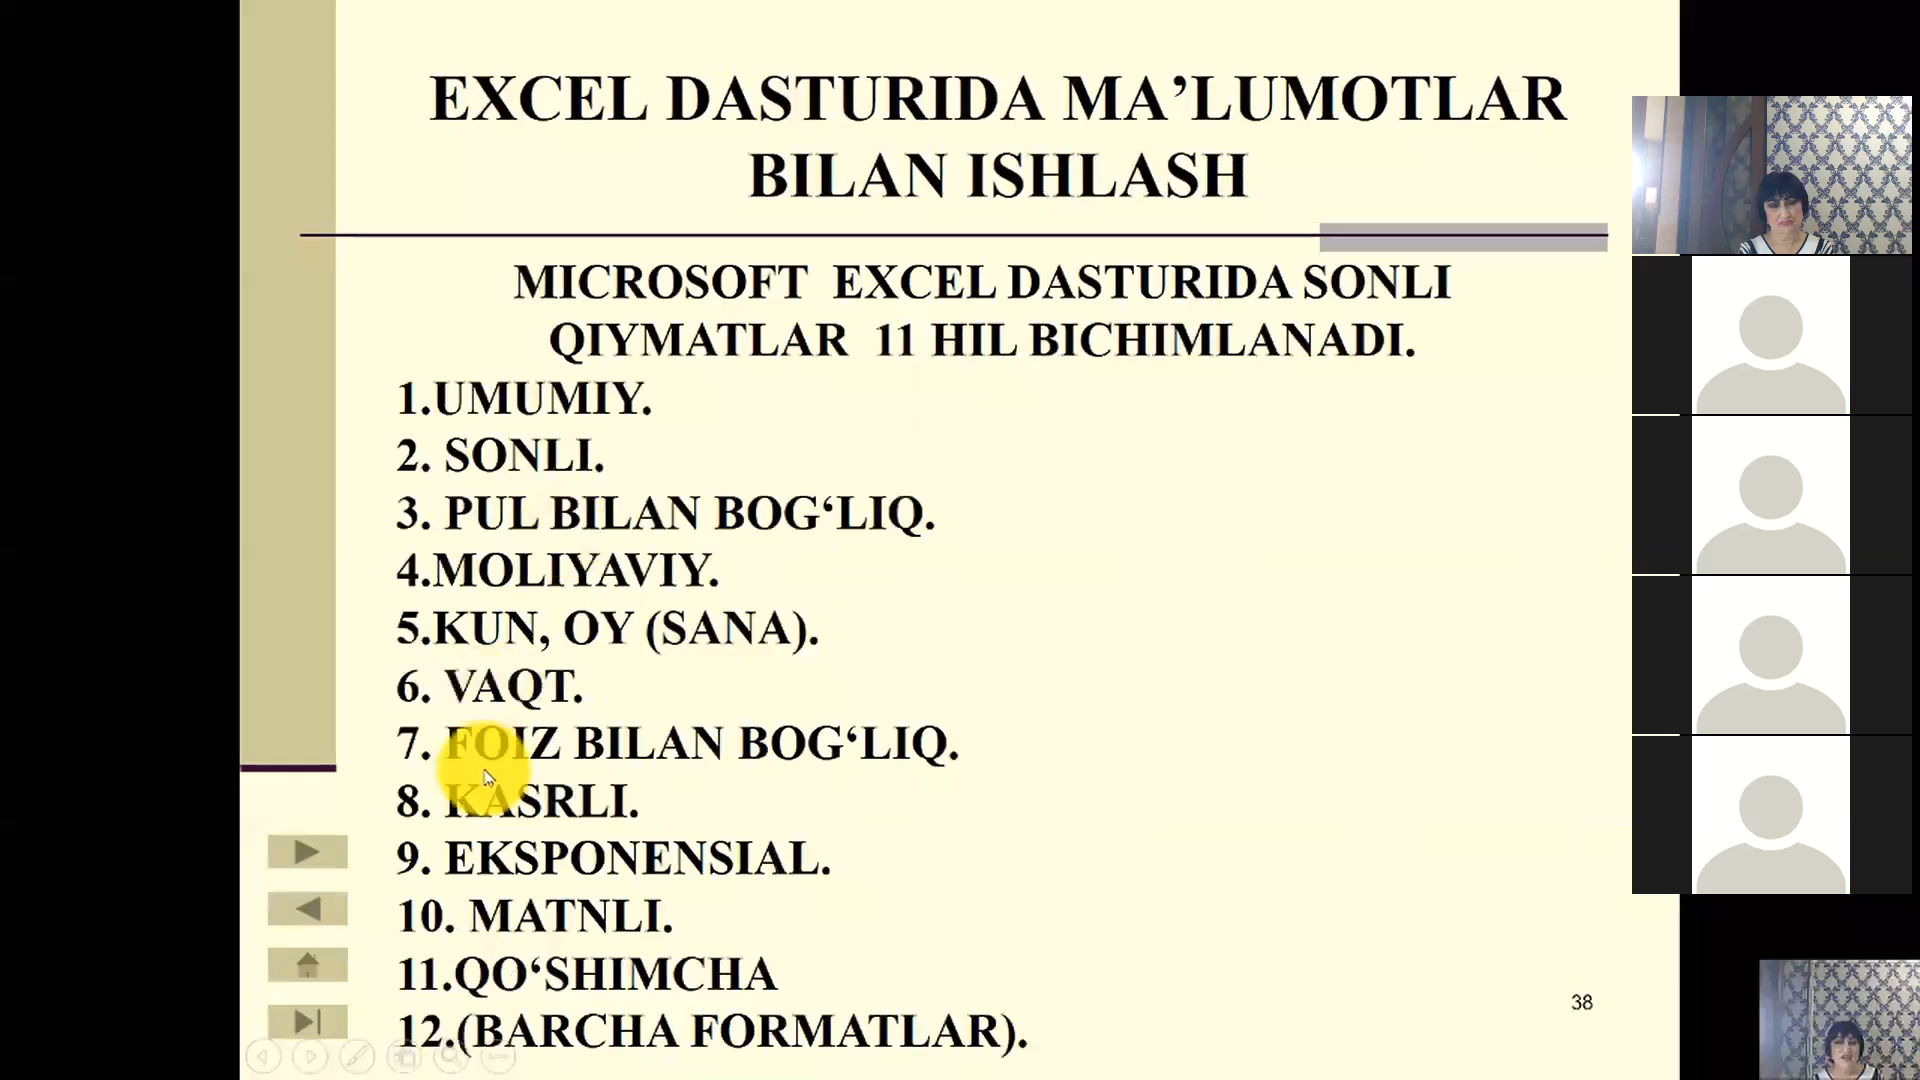 EXCEL DASTURIDA MA’LUMOTLAR
BILAN ISHLASH
MICROSOFT EXCEL DASTURIDA SONLI
QIYMATLAR 11 HIL BICHIMLANADI.
1.UMUMIY.
2. SONLI.
3. PUL BILAN BOG‘LIQ.
4.MOLIYAVIY.
5.KUN, OY (SANA).
6. VAQT.
7. FOIZ BILAN BOG‘LIQ.
8. KASRLI.
9. EKSPONENSIAL.
10. MATNLI.
11.QO‘SHIMCHA
12.(BARCHA FORMATLAR).
38